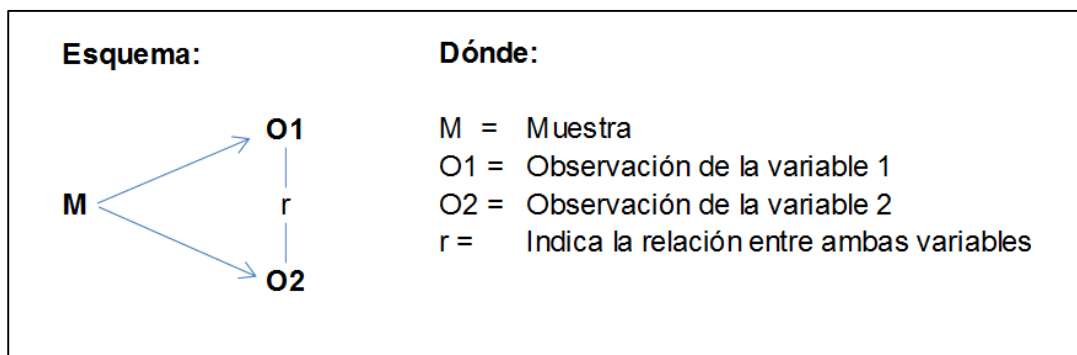 Esquema:
Dónde:
O1
M
r
O2
M = Muestra
O1 = Observación de la variable 1
O2 = Observación de la variable 2
r = Indica la relación entre ambas variables